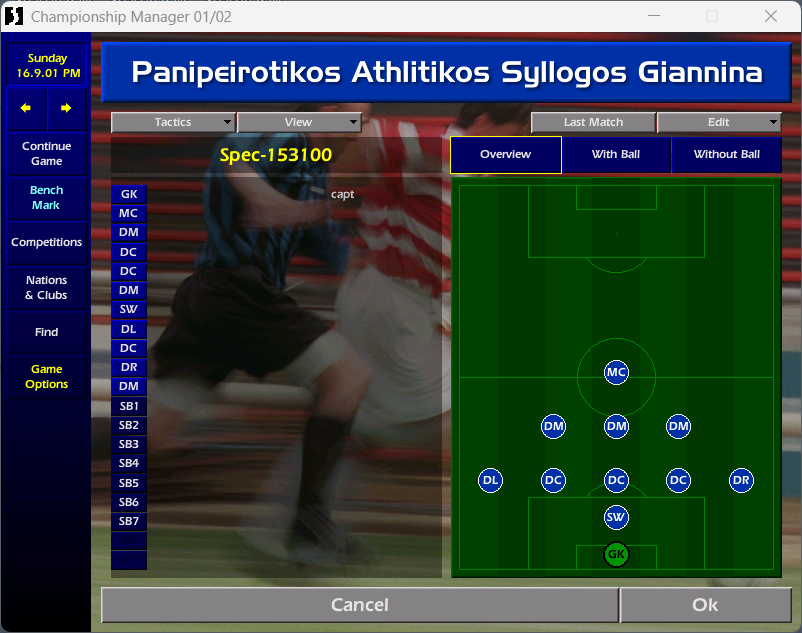 Championship Manager 01/02
Sunday
16.9.01 PM
Continue
Game
Bench
Mark
Competitions
Nations
& Clubs
Find
Game
Options
Panipeirotikos Athlitikos Syllogos Giannina
Tactics
View
Last Match
Edit
Spec-153100
Overview
With Ball
Without Ball
GK
capt
MC
DM
DC
DC
DM
SW
DL
DC
DR
DM
SB1
SB2
SB3
SB4
SB5
SB6
SB7
MC
DM DM DM
DL DC DC DC DR
SW
GK
Cancel
Ok